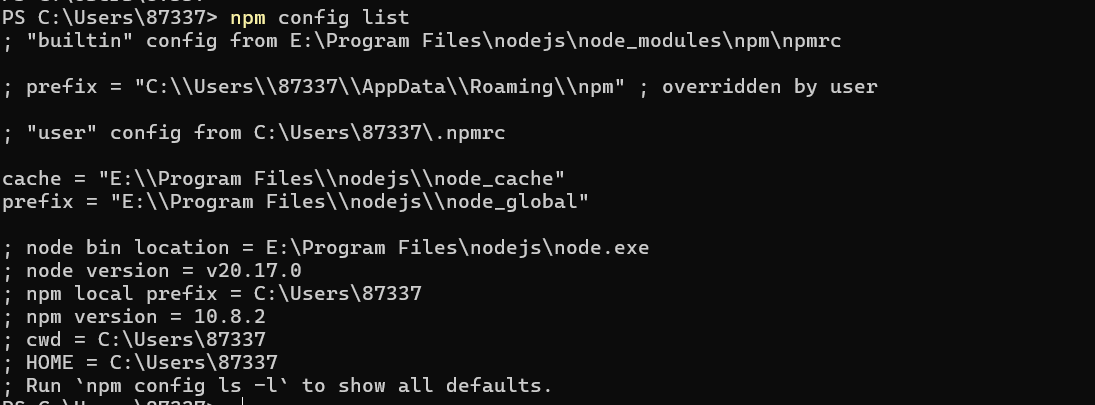 PS C:\Users\87337> npm config list
; "builtin" config from E:\Program Files\nodejs\node_modules\npm\npmrc
; prefix = "C:\\Users\\87337\\AppData\\Roaming\\npm" ; overridden by user
; "user" config from C:\Users\87337\.npmrc
cache = "E:\\Program Files\\nodejs\\node_cache"
prefix = "E:\\Program Files\\nodejs\\node_global"
; node bin location = E:\Program Files\nodejs\node.exe
; node version = v20.17.0
; npm local prefix = C:\Users\87337
; npm version = 10.8.2
; cwd = C:\Users\87337
; HOME = C:\Users\87337
; Run `npm config ls -l` to show all defaults.